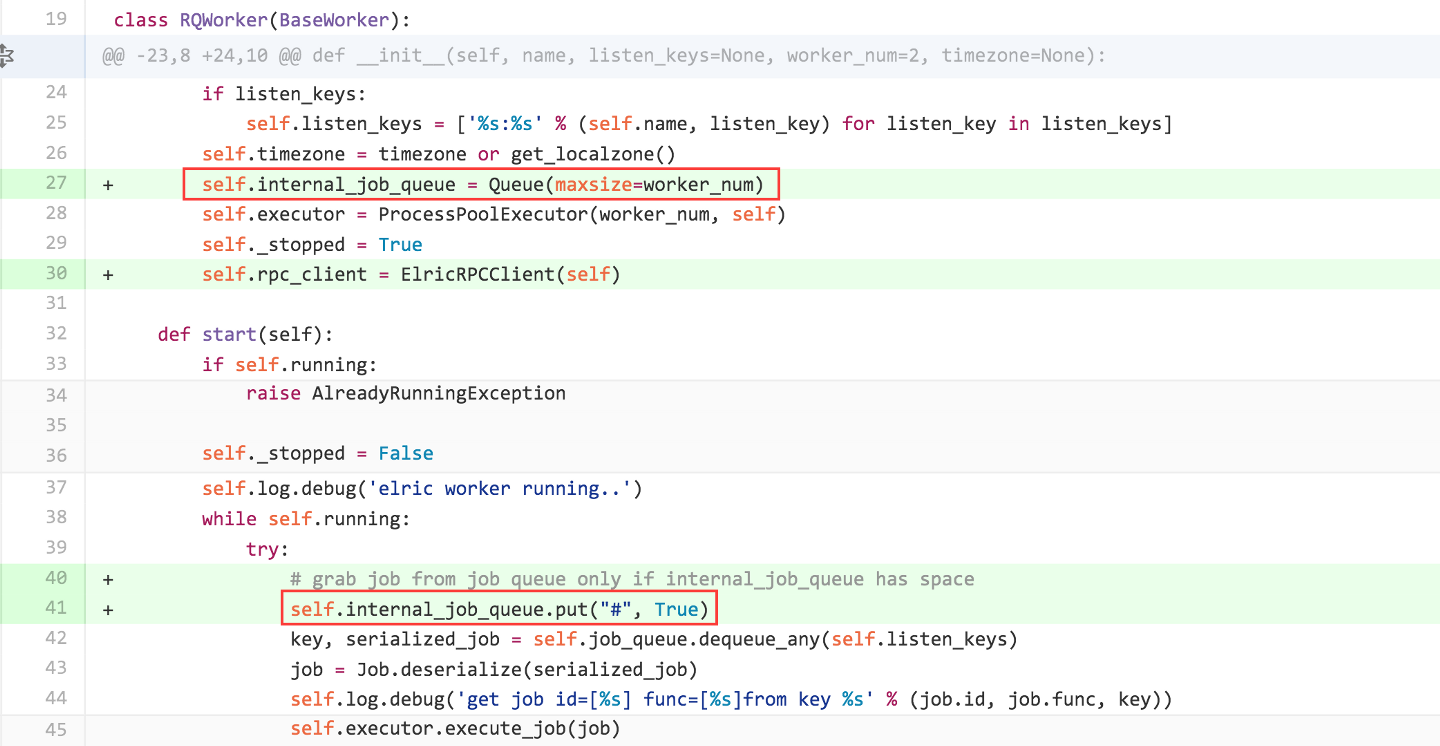 19 class RQWorker(BaseWorker):
@@ -23,8 +24,10 @@ def __init__(self, name, listen_keys=None, worker_num=2, timezone=None):
24 if listen_keys:
25 self.listen_keys = ['%s:%s' % (self.name, listen_key) for listen_key in listen_keys]
26 self.timezone = timezone or get_localzone()
27 + self.internal_job_queue = Queue(maxsize=worker_num)
28 self.executor = ProcessPoolExecutor(worker_num, self)
29 self._stopped = True
30 + self.rpc_client = ElricRPCClient(self)
31
32 def start(self):
33 if self.running:
34 raise AlreadyRunningException
35
36 self._stopped = False
37 self.log.debug('elric worker running..')
38 while self.running:
39 try:
40 + # grab job from job queue only if internal_job_queue has space
41 + self.internal_job_queue.put("#", True)
42 key, serialized_job = self.job_queue.dequeue_any(self.listen_keys)
43 job = Job.deserialize(serialized_job)
44 self.log.debug('get job id=[%s] func=[%s]from key %s' % (job.id, job.func, key))
45 self.executor.execute_job(job)